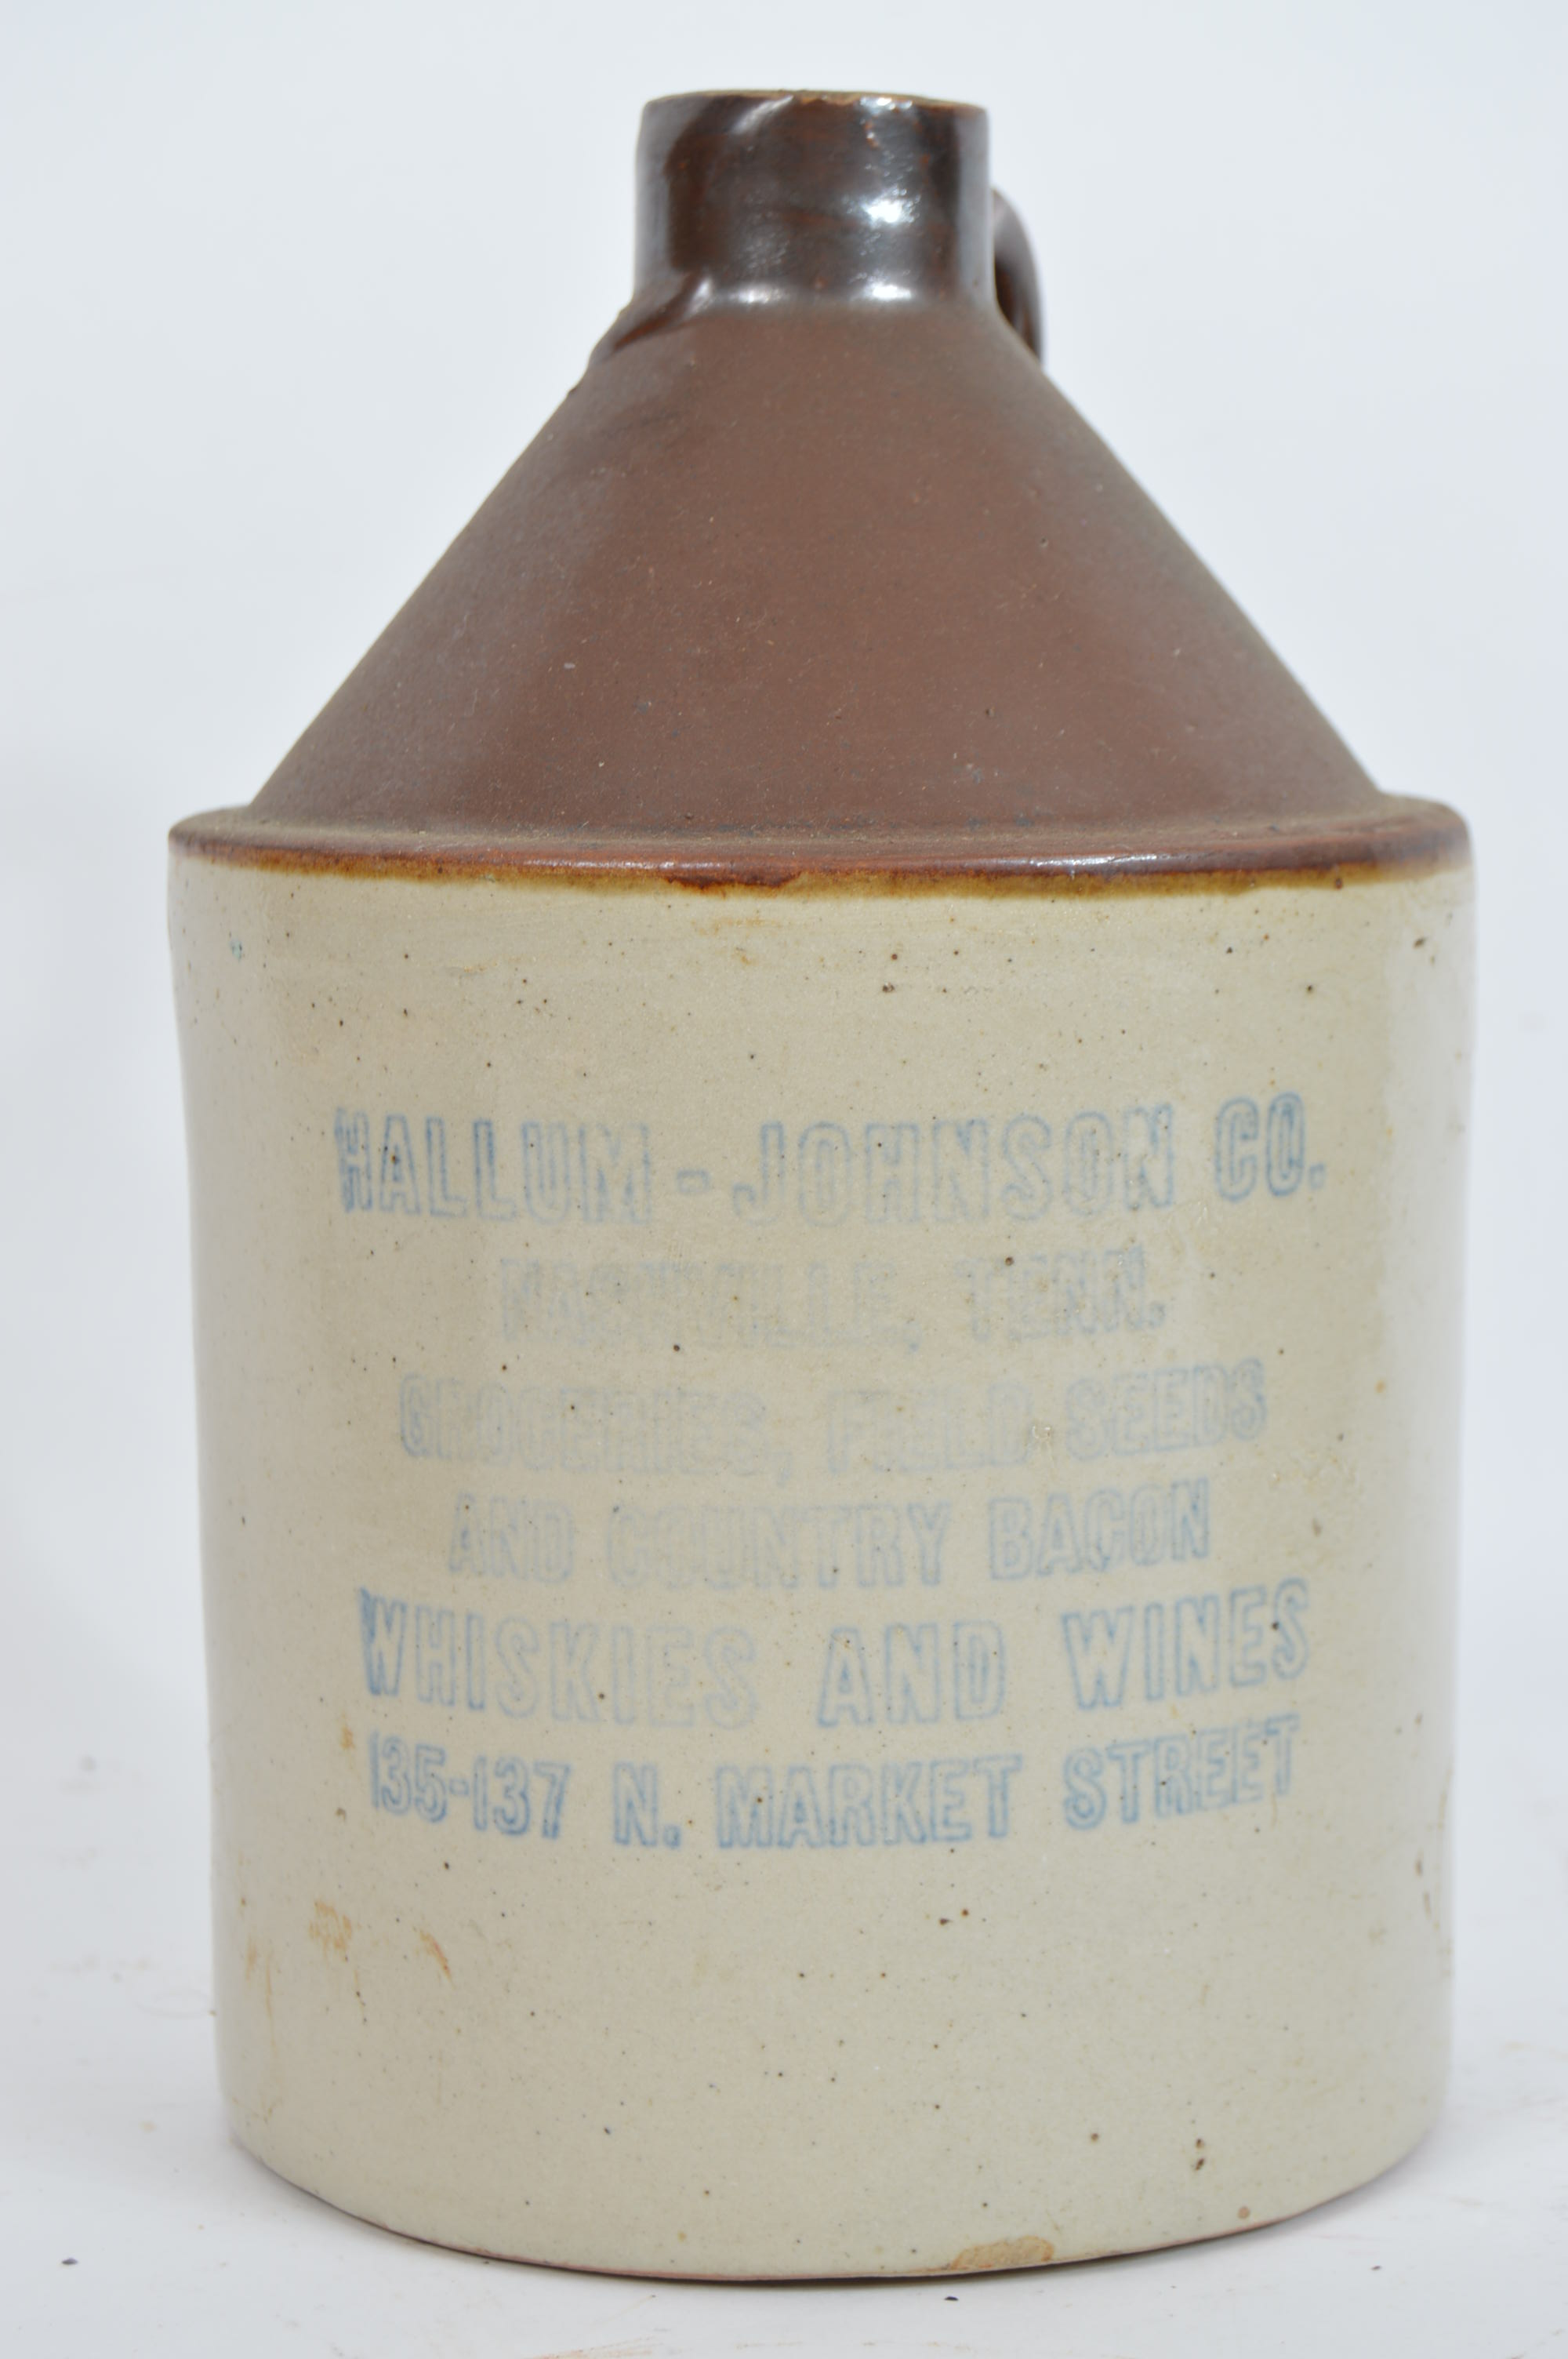 HALLUM - JOHNSON CO.
NASHVILLE, TENN.
GROCERIES, FIELD SEEDS
AND COUNTRY BACON
WHISKIES AND WINES
135-137 N. MARKET STREET